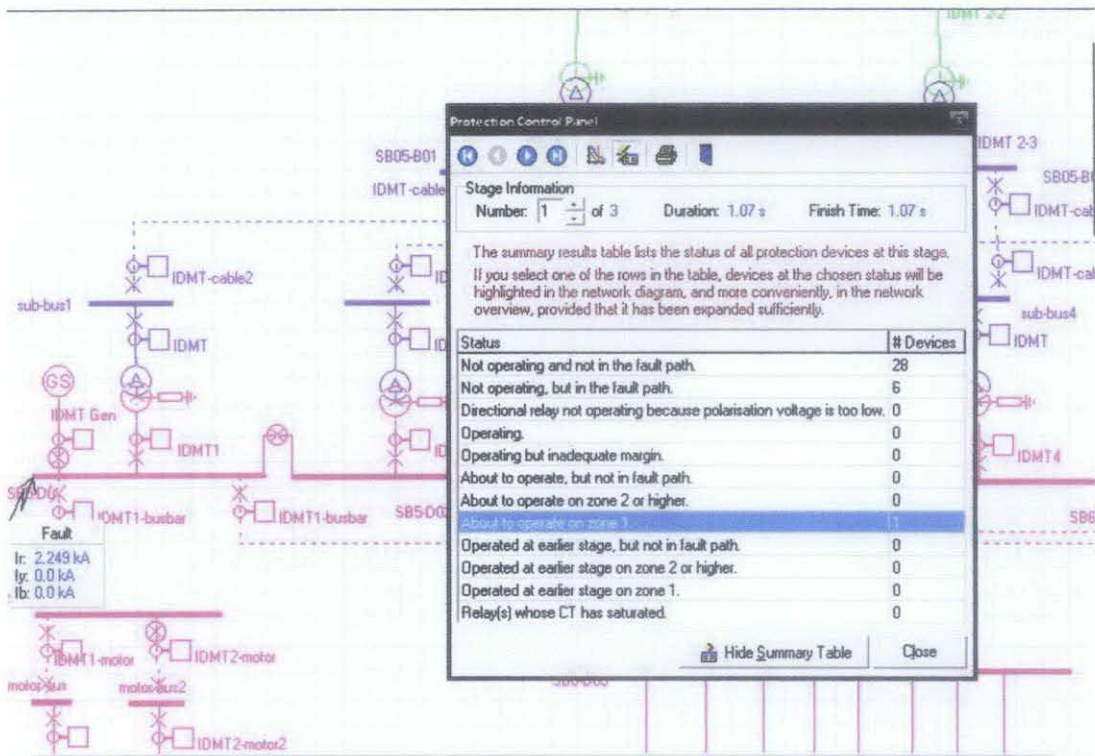 IDMT 2-2
Protection Control Panel
SB05-B01
IDMT-cable
IDMT 2-3
SB05-B0
IDMT-cab
Stage Information
Number: 1 of 3 Duration: 1.07 s Finish Time: 1.07 s
The summary results table lists the status of all protection devices at this stage.
If you select one of the rows in the table, devices at the chosen status will be
highlighted in the network diagram, and more conveniently, in the network
overview, provided that it has been expanded sufficiently.
Status # Devices
Not operating and not in the fault path. 28
Not operating, but in the fault path. 6
Directional relay not operating because polarisation voltage is too low. 0
Operating. 0
Operating but inadequate margin. 0
About to operate, but not in fault path. 0
About to operate on zone 2 or higher. 0
About to operate on zone 1. 1
Operated at earlier stage, but not in fault path. 0
Operated at earlier stage on zone 2 or higher. 0
Operated at earlier stage on zone 1. 0
Relay(s) whose CT has saturated. 0
Hide Summary Table Close
IDMT-cable2
sub-bus1
IDMT
GS
IDMT Gen
IDMT1
IDMT1-busbar
IDMT1-busbar
SB5-D02
Fault
Ir: 2.249 kA
Iy: 0.0 kA
Ib: 0.0 kA
IDMT1-motor
IDMT2-motor
motor-bus2
IDMT2-motor2
IDMT-cab
sub-bus4
IDMT
IDMT4
SB6